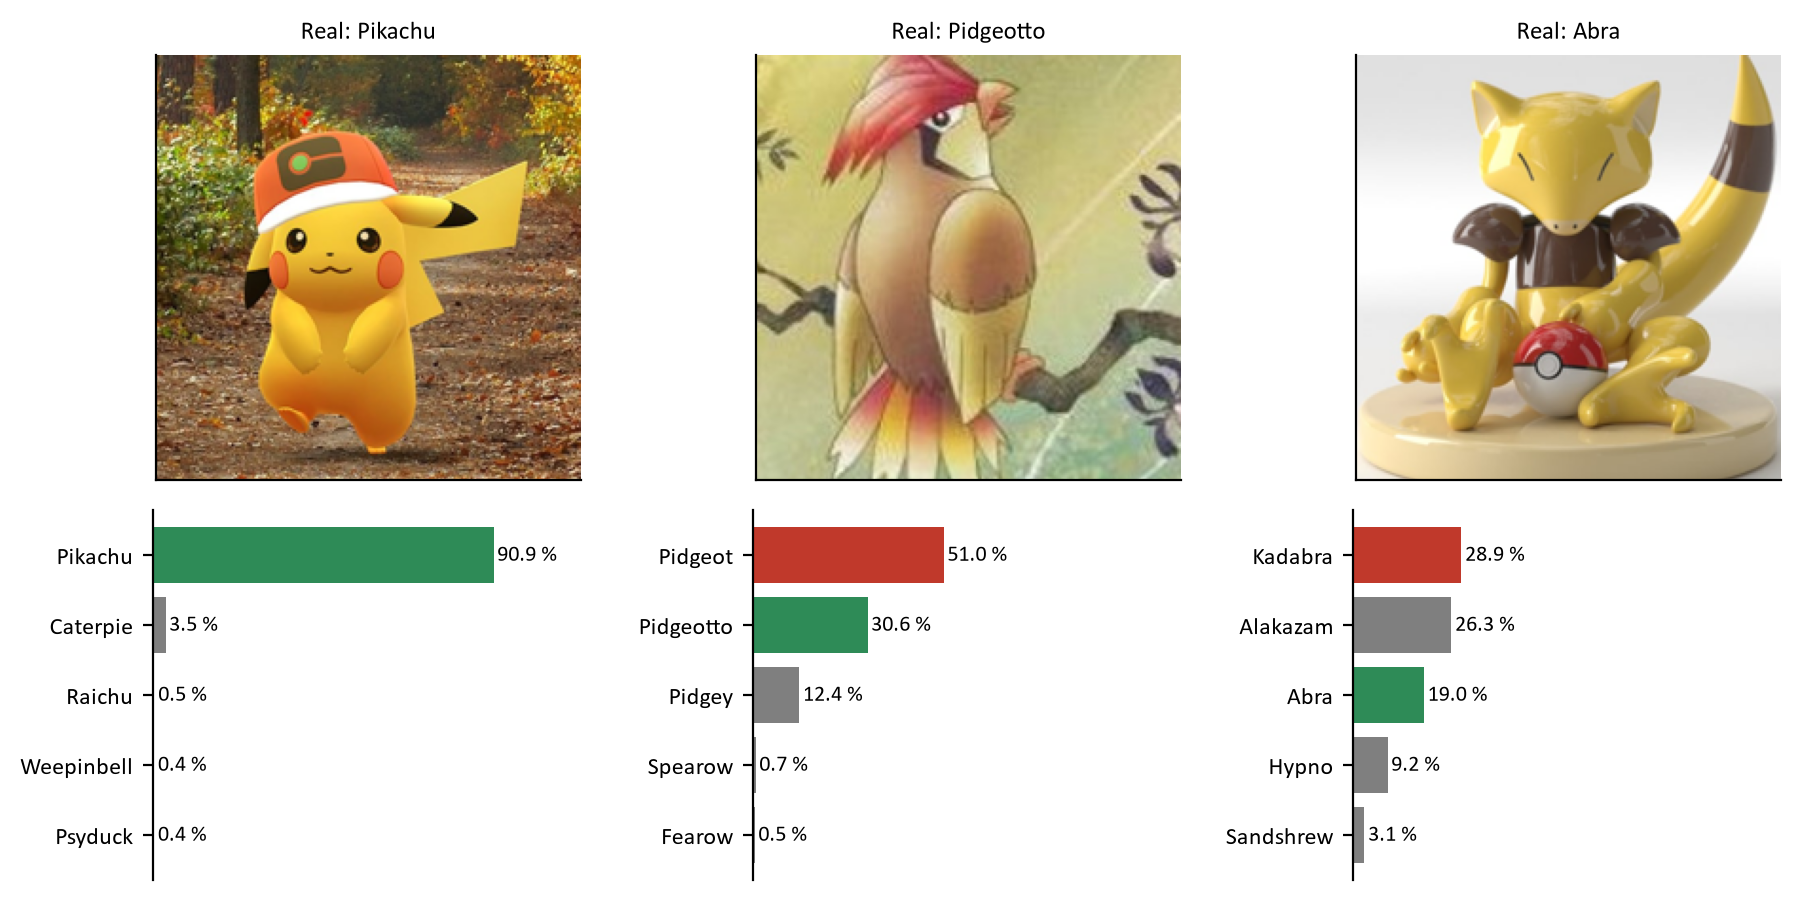 Real: Pikachu
Real: Pidgeotto
Real: Abra
Pikachu 90.9 %
Caterpie 3.5 %
Raichu 0.5 %
Weepinbell 0.4 %
Psyduck 0.4 %
Pidgeot 51.0 %
Pidgeotto 30.6 %
Pidgey 12.4 %
Spearow 0.7 %
Fearow 0.5 %
Kadabra 28.9 %
Alakazam 26.3 %
Abra 19.0 %
Hypno 9.2 %
Sandshrew 3.1 %